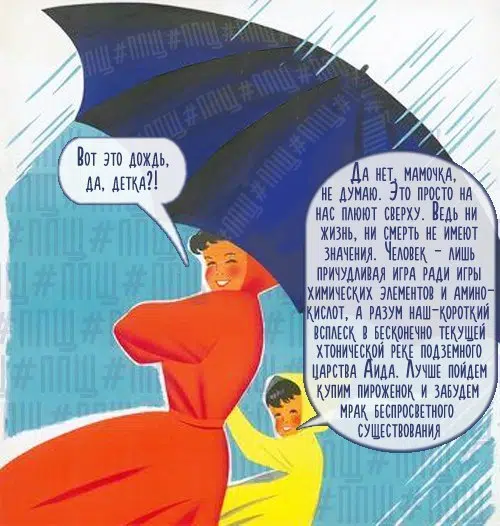 Вот это дождь,
да, детка?!
Да нет, мамочка,
не думаю. Это просто на
нас плюют сверху. Ведь ни
жизнь, ни смерть не имеют
значения. Человек – лишь
причудливая игра ради игры
химических элементов и амино-
кислот, а разум наш-короткий
всплеск в бесконечно текущей
хтонической реке подземного
царства Аида. Лучше пойдем
купим пироженок и забудем
мрак беспросветного
существования
#ППЩ